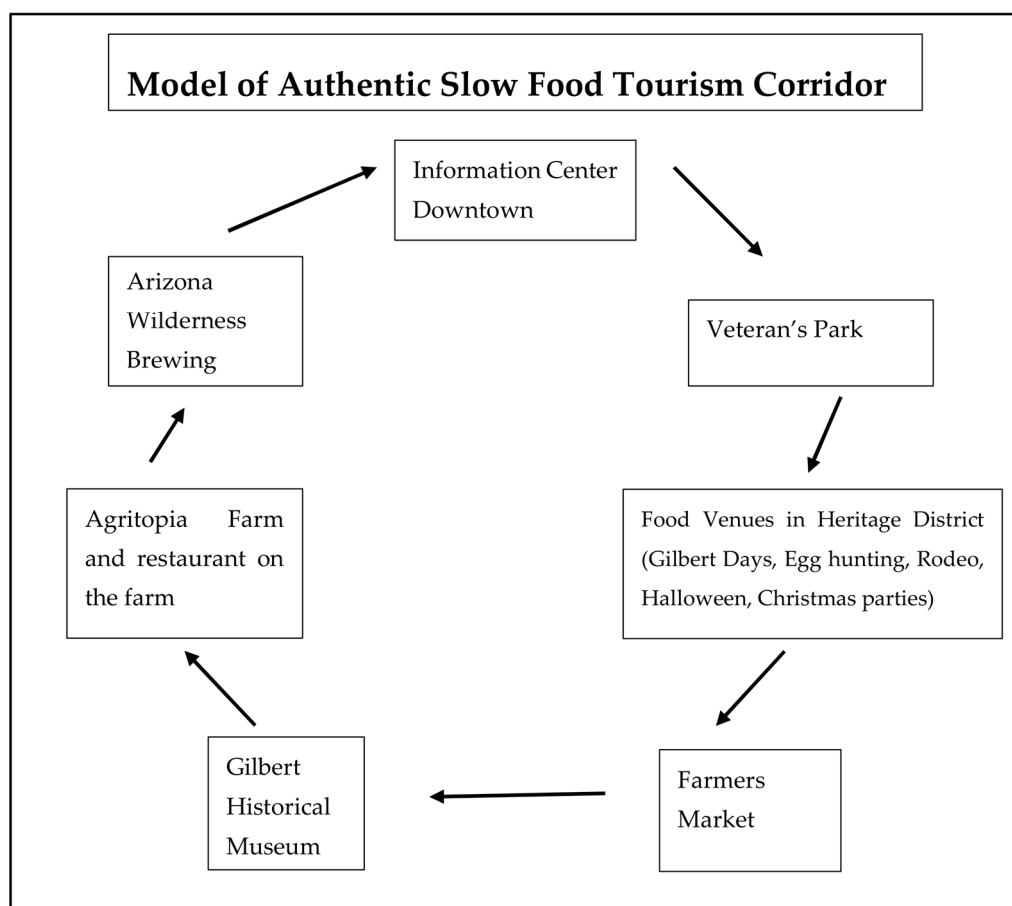 Model of Authentic Slow Food Tourism Corridor
Information Center
Downtown
Arizona
Wilderness
Brewing
Veteran’s Park
Agritopia Farm
and restaurant on
the farm
Food Venues in Heritage District
(Gilbert Days, Egg hunting, Rodeo,
Halloween, Christmas parties)
Gilbert
Historical
Museum
Farmers
Market